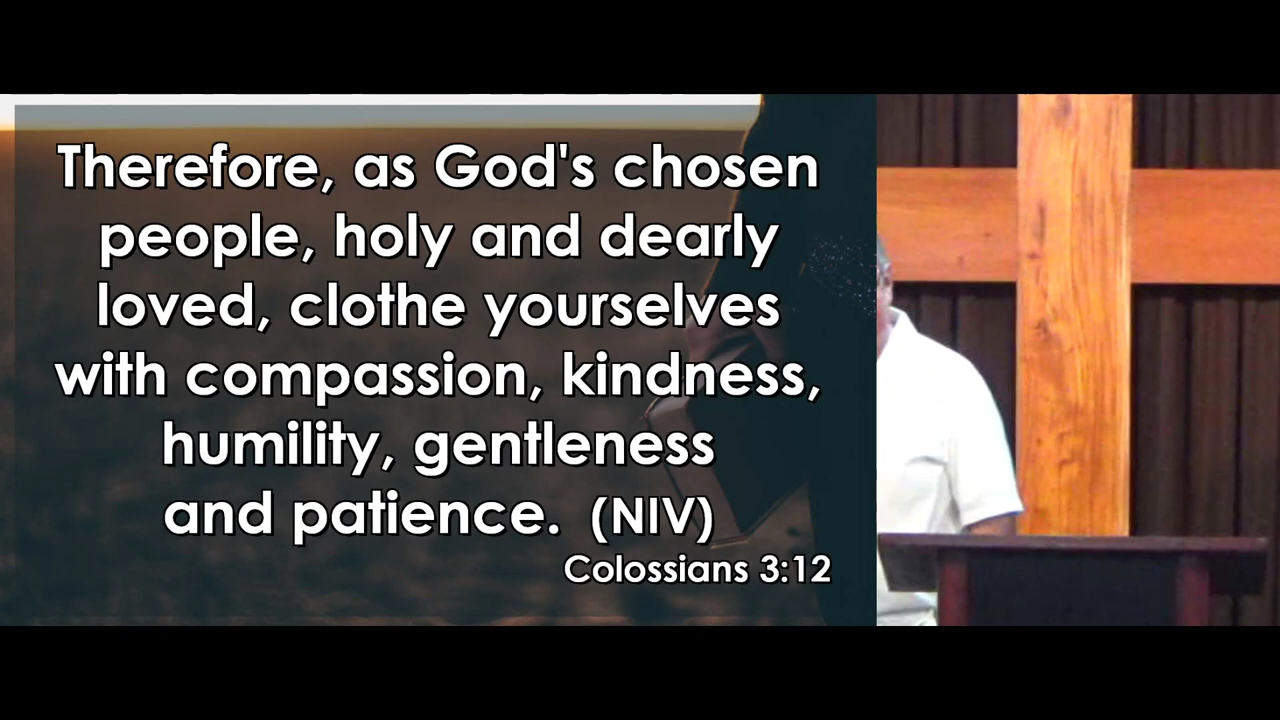 Therefore, as God's chosen
people, holy and dearly
loved, clothe yourselves
with compassion, kindness,
humility, gentleness
and patience. (NIV)
Colossians 3:12